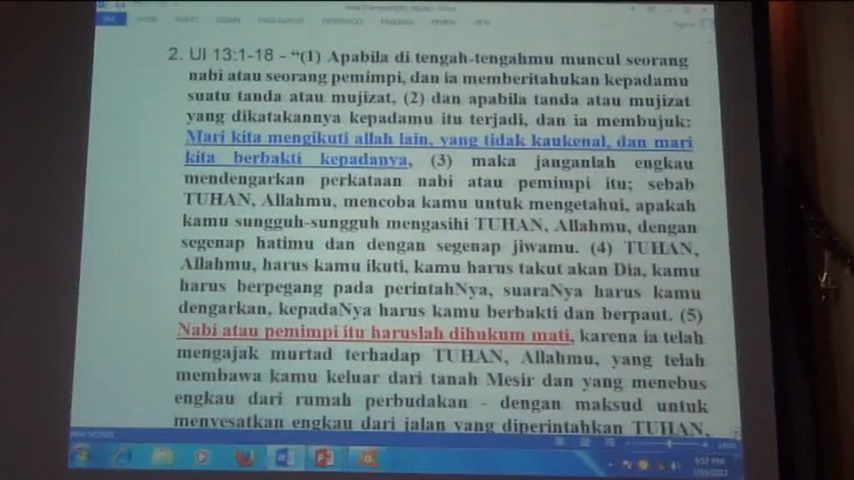 2. Ul 13:1-18 - “(1) Apabila di tengah-tengahmu muncul seorang
nabi atau seorang pemimpi, dan ia memberitahukan kepadamu
suatu tanda atau mujizat, (2) dan apabila tanda atau mujizat
yang dikatakannya kepadamu itu terjadi, dan ia membujuk:
Mari kita mengikuti allah lain, yang tidak kaukenal, dan mari
kita berbakti kepadanya, (3) maka janganlah engkau
mendengarkan perkataan nabi atau pemimpi itu; sebab
TUHAN, Allahmu, mencoba kamu untuk mengetahui, apakah
kamu sungguh-sungguh mengasihi TUHAN, Allahmu, dengan
segenap hatimu dan dengan segenap jiwamu. (4) TUHAN,
Allahmu, harus kamu ikuti, kamu harus takut akan Dia, kamu
harus berpegang pada perintahNya, suaraNya harus kamu
dengarkan, kepadaNya harus kamu berbakti dan berpaut. (5)
Nabi atau pemimpi itu haruslah dihukum mati, karena ia telah
mengajak murtad terhadap TUHAN, Allahmu, yang telah
membawa kamu keluar dari tanah Mesir dan yang menebus
engkau dari rumah perbudakan - dengan maksud untuk
menyesatkan engkau dari jalan yang diperintahkan TUHAN,